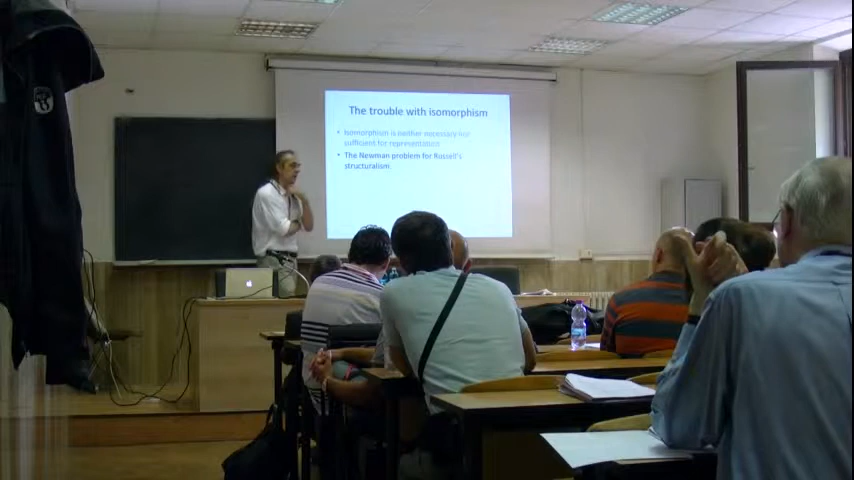 The trouble with isomorphism
• Isomorphism is neither necessary nor
sufficient for representation
• The Newman problem for Russell's
structuralism.